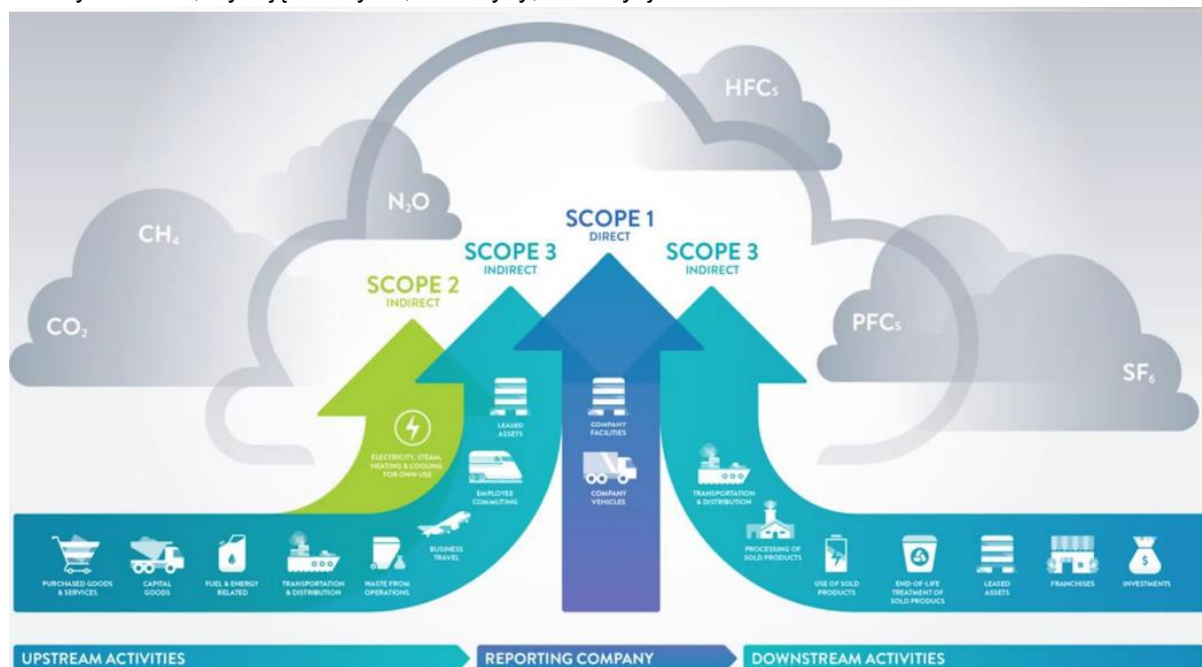 CO₂
CH₄
N₂O
HFCs
PFCs
SF₆
SCOPE 2
INDIRECT
SCOPE 3
INDIRECT
SCOPE 1
DIRECT
SCOPE 3
INDIRECT
ELECTRICITY, STEAM,
HEATING & COOLING
FOR OWN USE
LEASED
ASSETS
EMPLOYEE
COMMUTING
BUSINESS
TRAVEL
PURCHASED GOODS
& SERVICES
CAPITAL
GOODS
FUEL & ENERGY
RELATED
TRANSPORTATION
& DISTRIBUTION
WASTE FROM
OPERATIONS
COMPANY
FACILITIES
COMPANY
VEHICLES
TRANSPORTATION
& DISTRIBUTION
PROCESSING OF
SOLD PRODUCTS
USE OF SOLD
PRODUCTS
END-OF-LIFE
TREATMENT OF
SOLD PRODUCS
LEASED
ASSETS
FRANCHISES
INVESTMENTS
UPSTREAM ACTIVITIES
REPORTING COMPANY
DOWNSTREAM ACTIVITIES